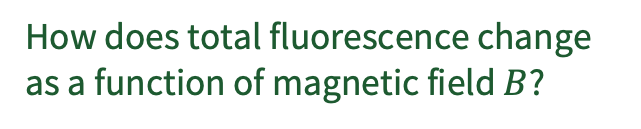 How does total fluorescence change
as a function of magnetic field B?